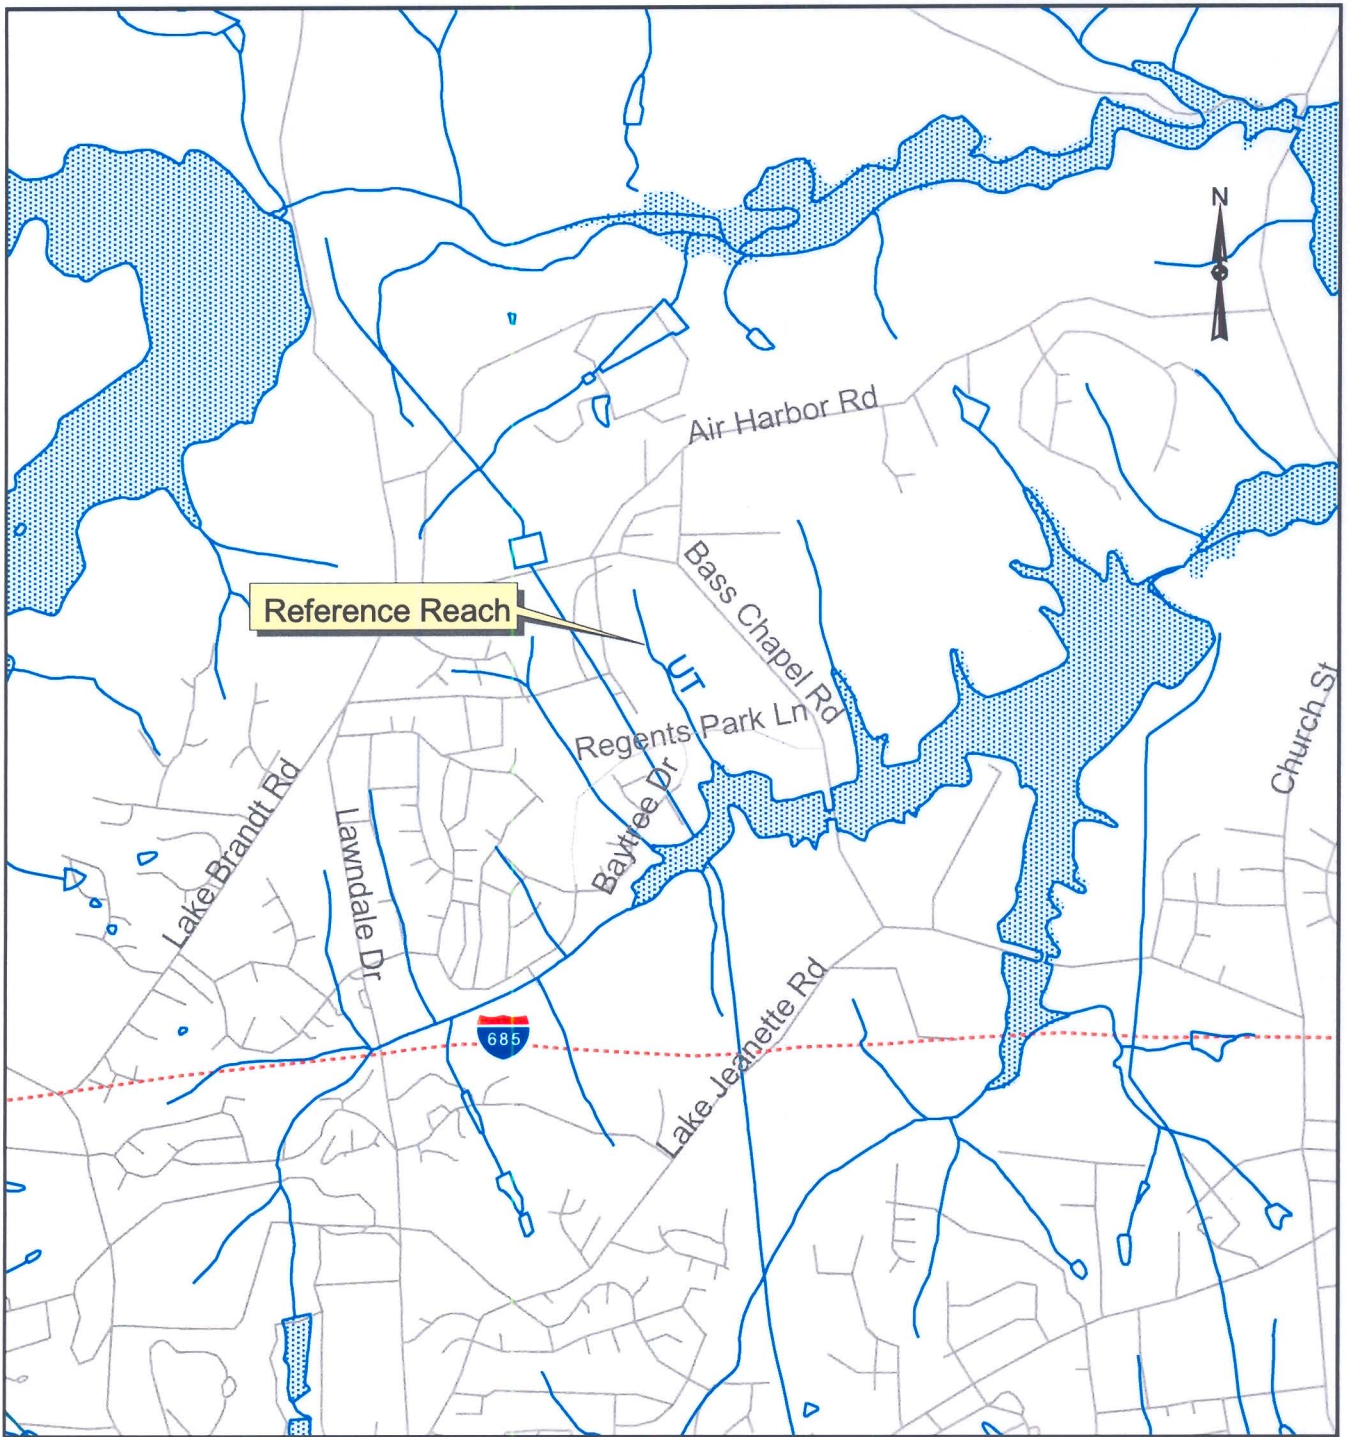 N
Air Harbor Rd
Bass Chapel Rd
Reference Reach
UT
Regents Park Ln
Church St
Baytree Dr
Lake Brandt Rd
Lawndale Dr
685
Lake Jeanette Rd